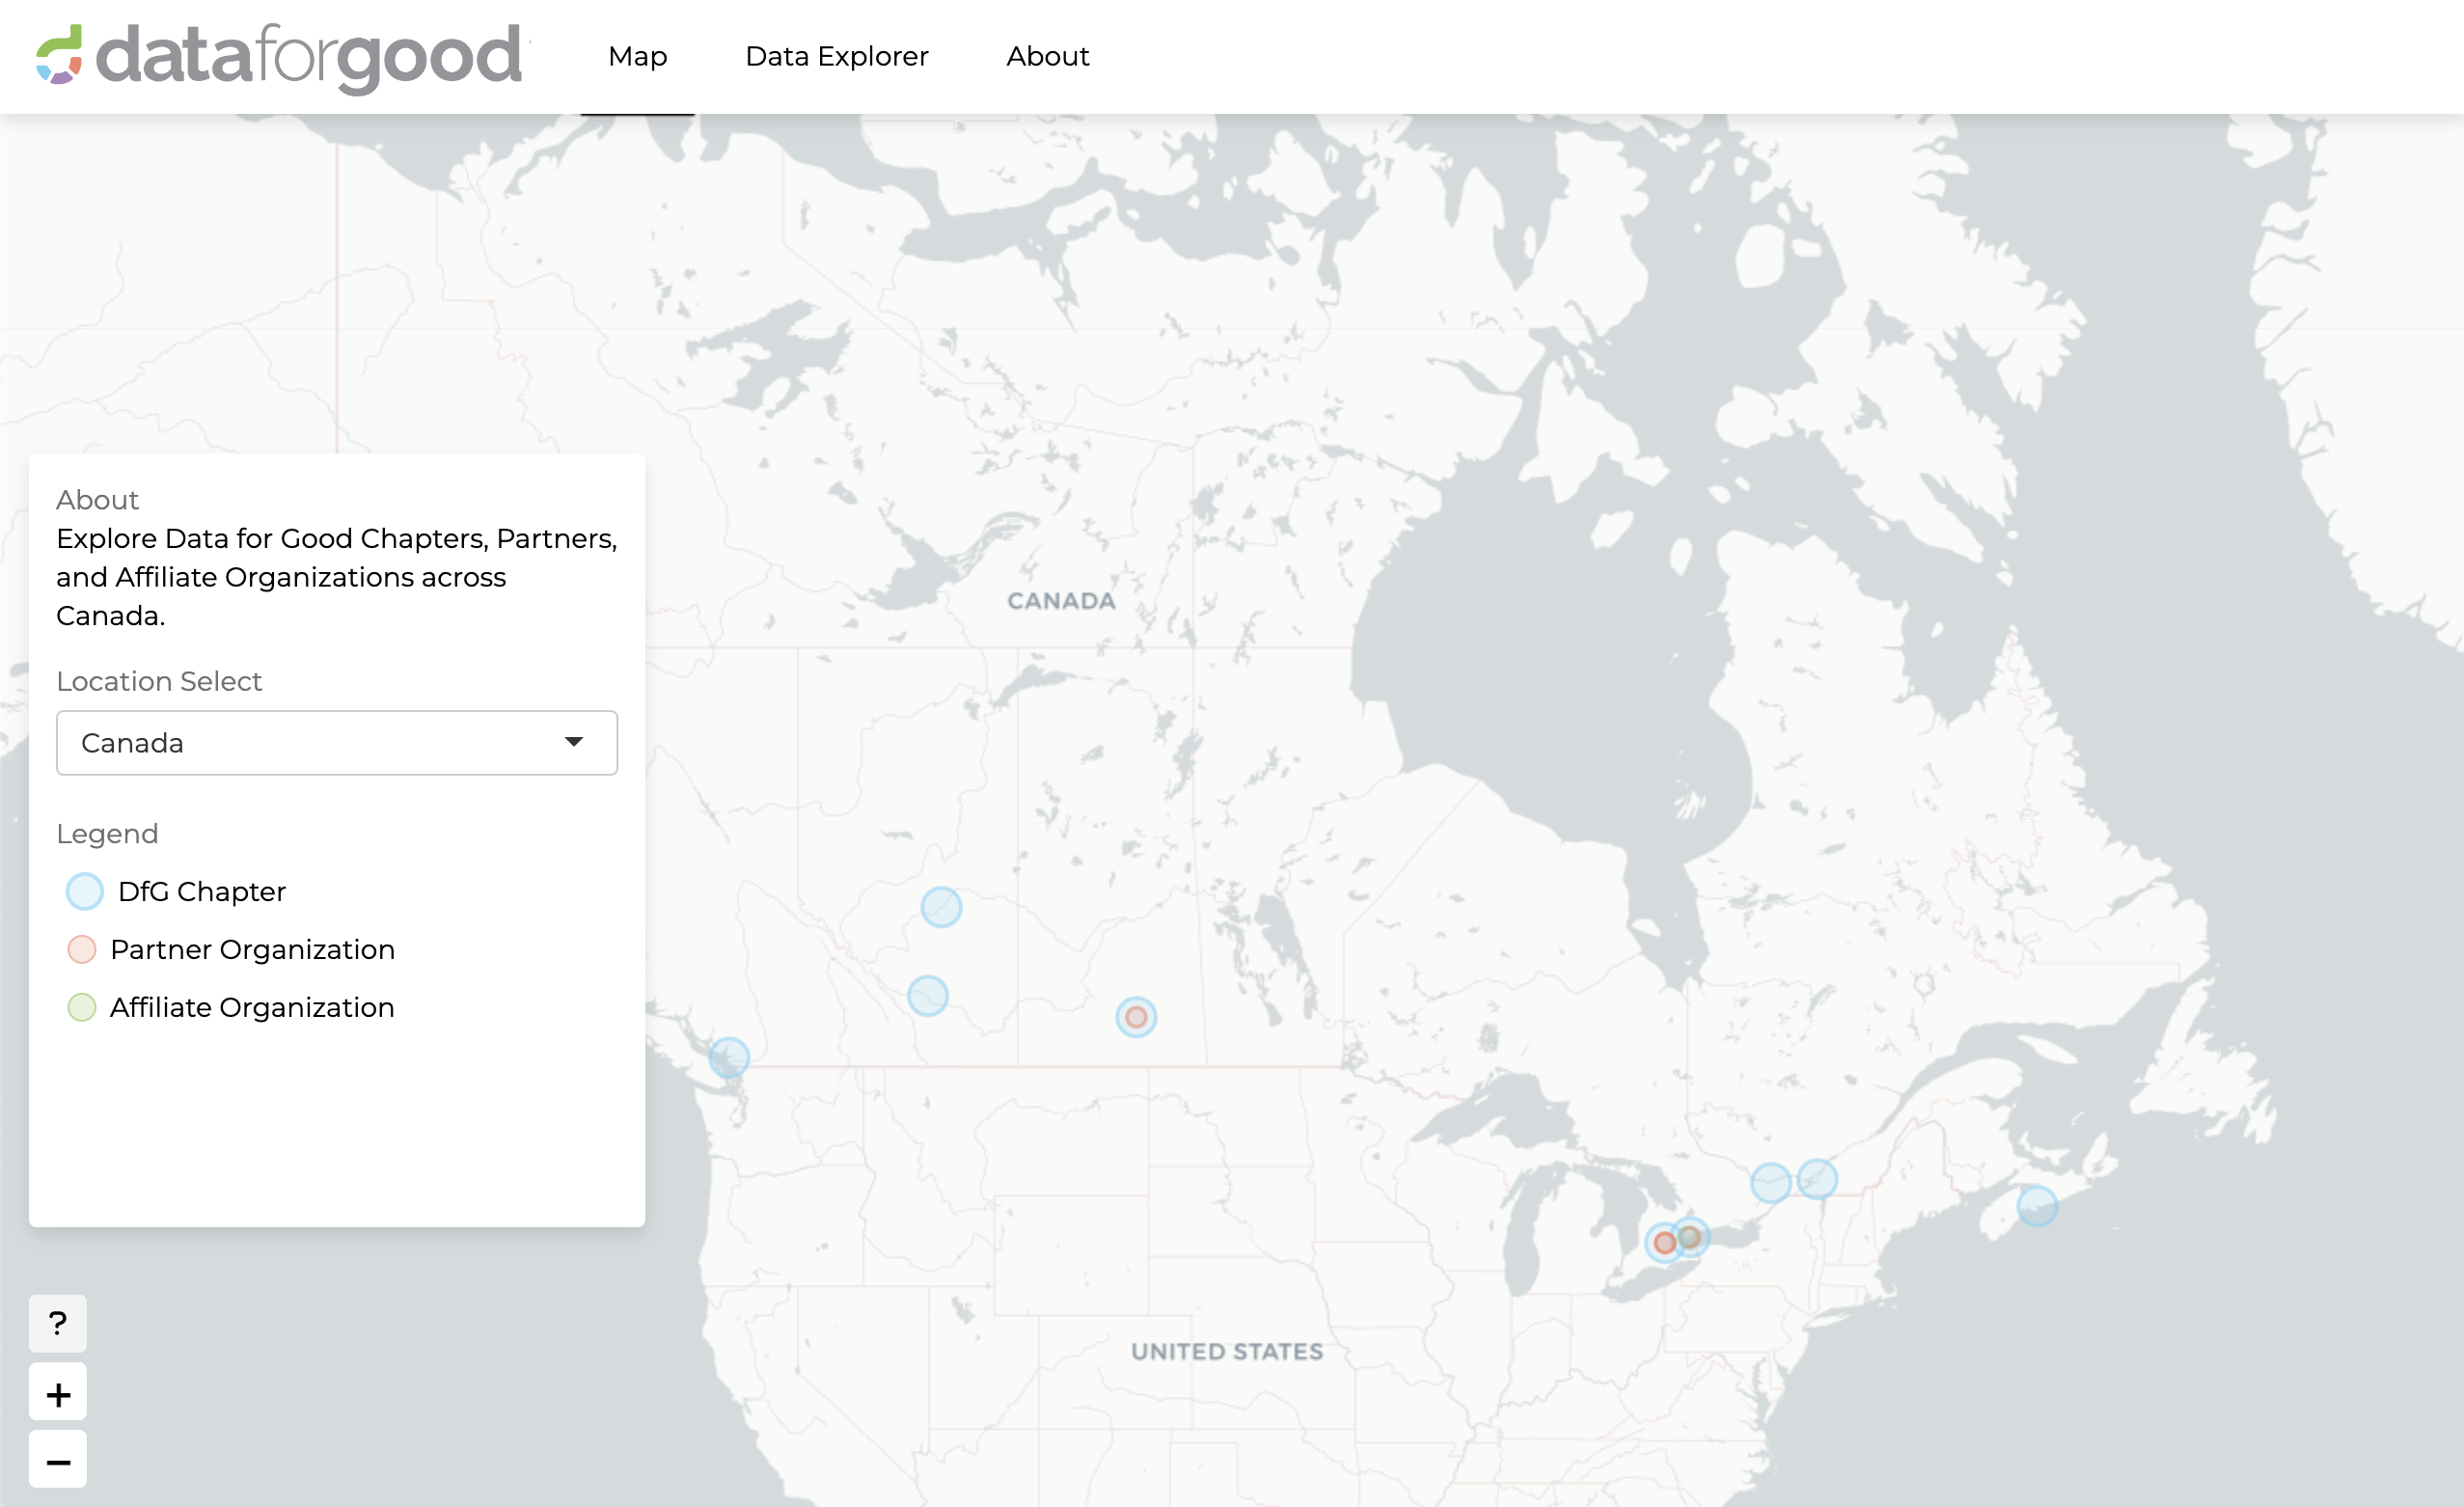 dataforgood
Map
Data Explorer
About
About
Explore Data for Good Chapters, Partners,
and Affiliate Organizations across
Canada.
Location Select
Canada
Legend
DfG Chapter
Partner Organization
Affiliate Organization
?
+
−
CANADA
UNITED STATES